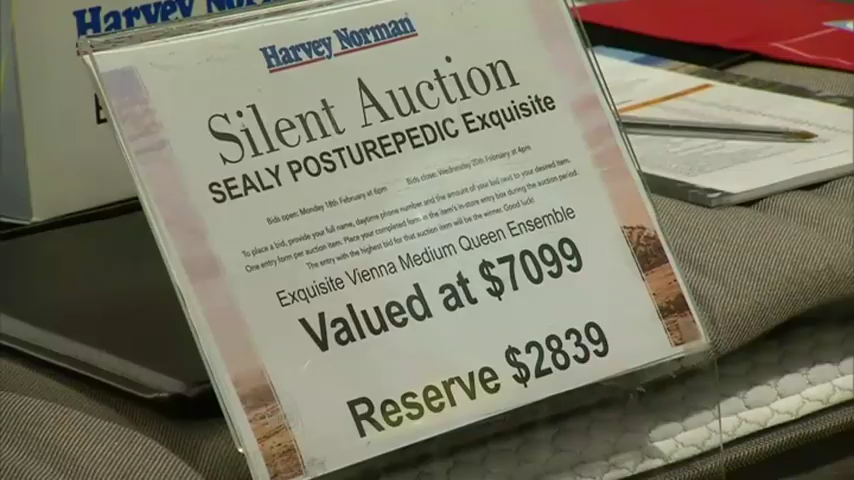 Harvey Nor
Harvey Norman
Silent Auction
SEALY POSTUREPEDIC Exquisite
Bids open: Monday 18th February at 6pm Bids close: Wednesday 20th February at 4pm
To place a bid, provide your full name, daytime phone number and the amount of your bid next to your desired item.
One entry form per auction item. Place your completed form in the item's in-store entry box during the auction period.
The entry with the highest bid for that auction item will be the winner. Good luck!
Exquisite Vienna Medium Queen Ensemble
Valued at $7099
Reserve $2839